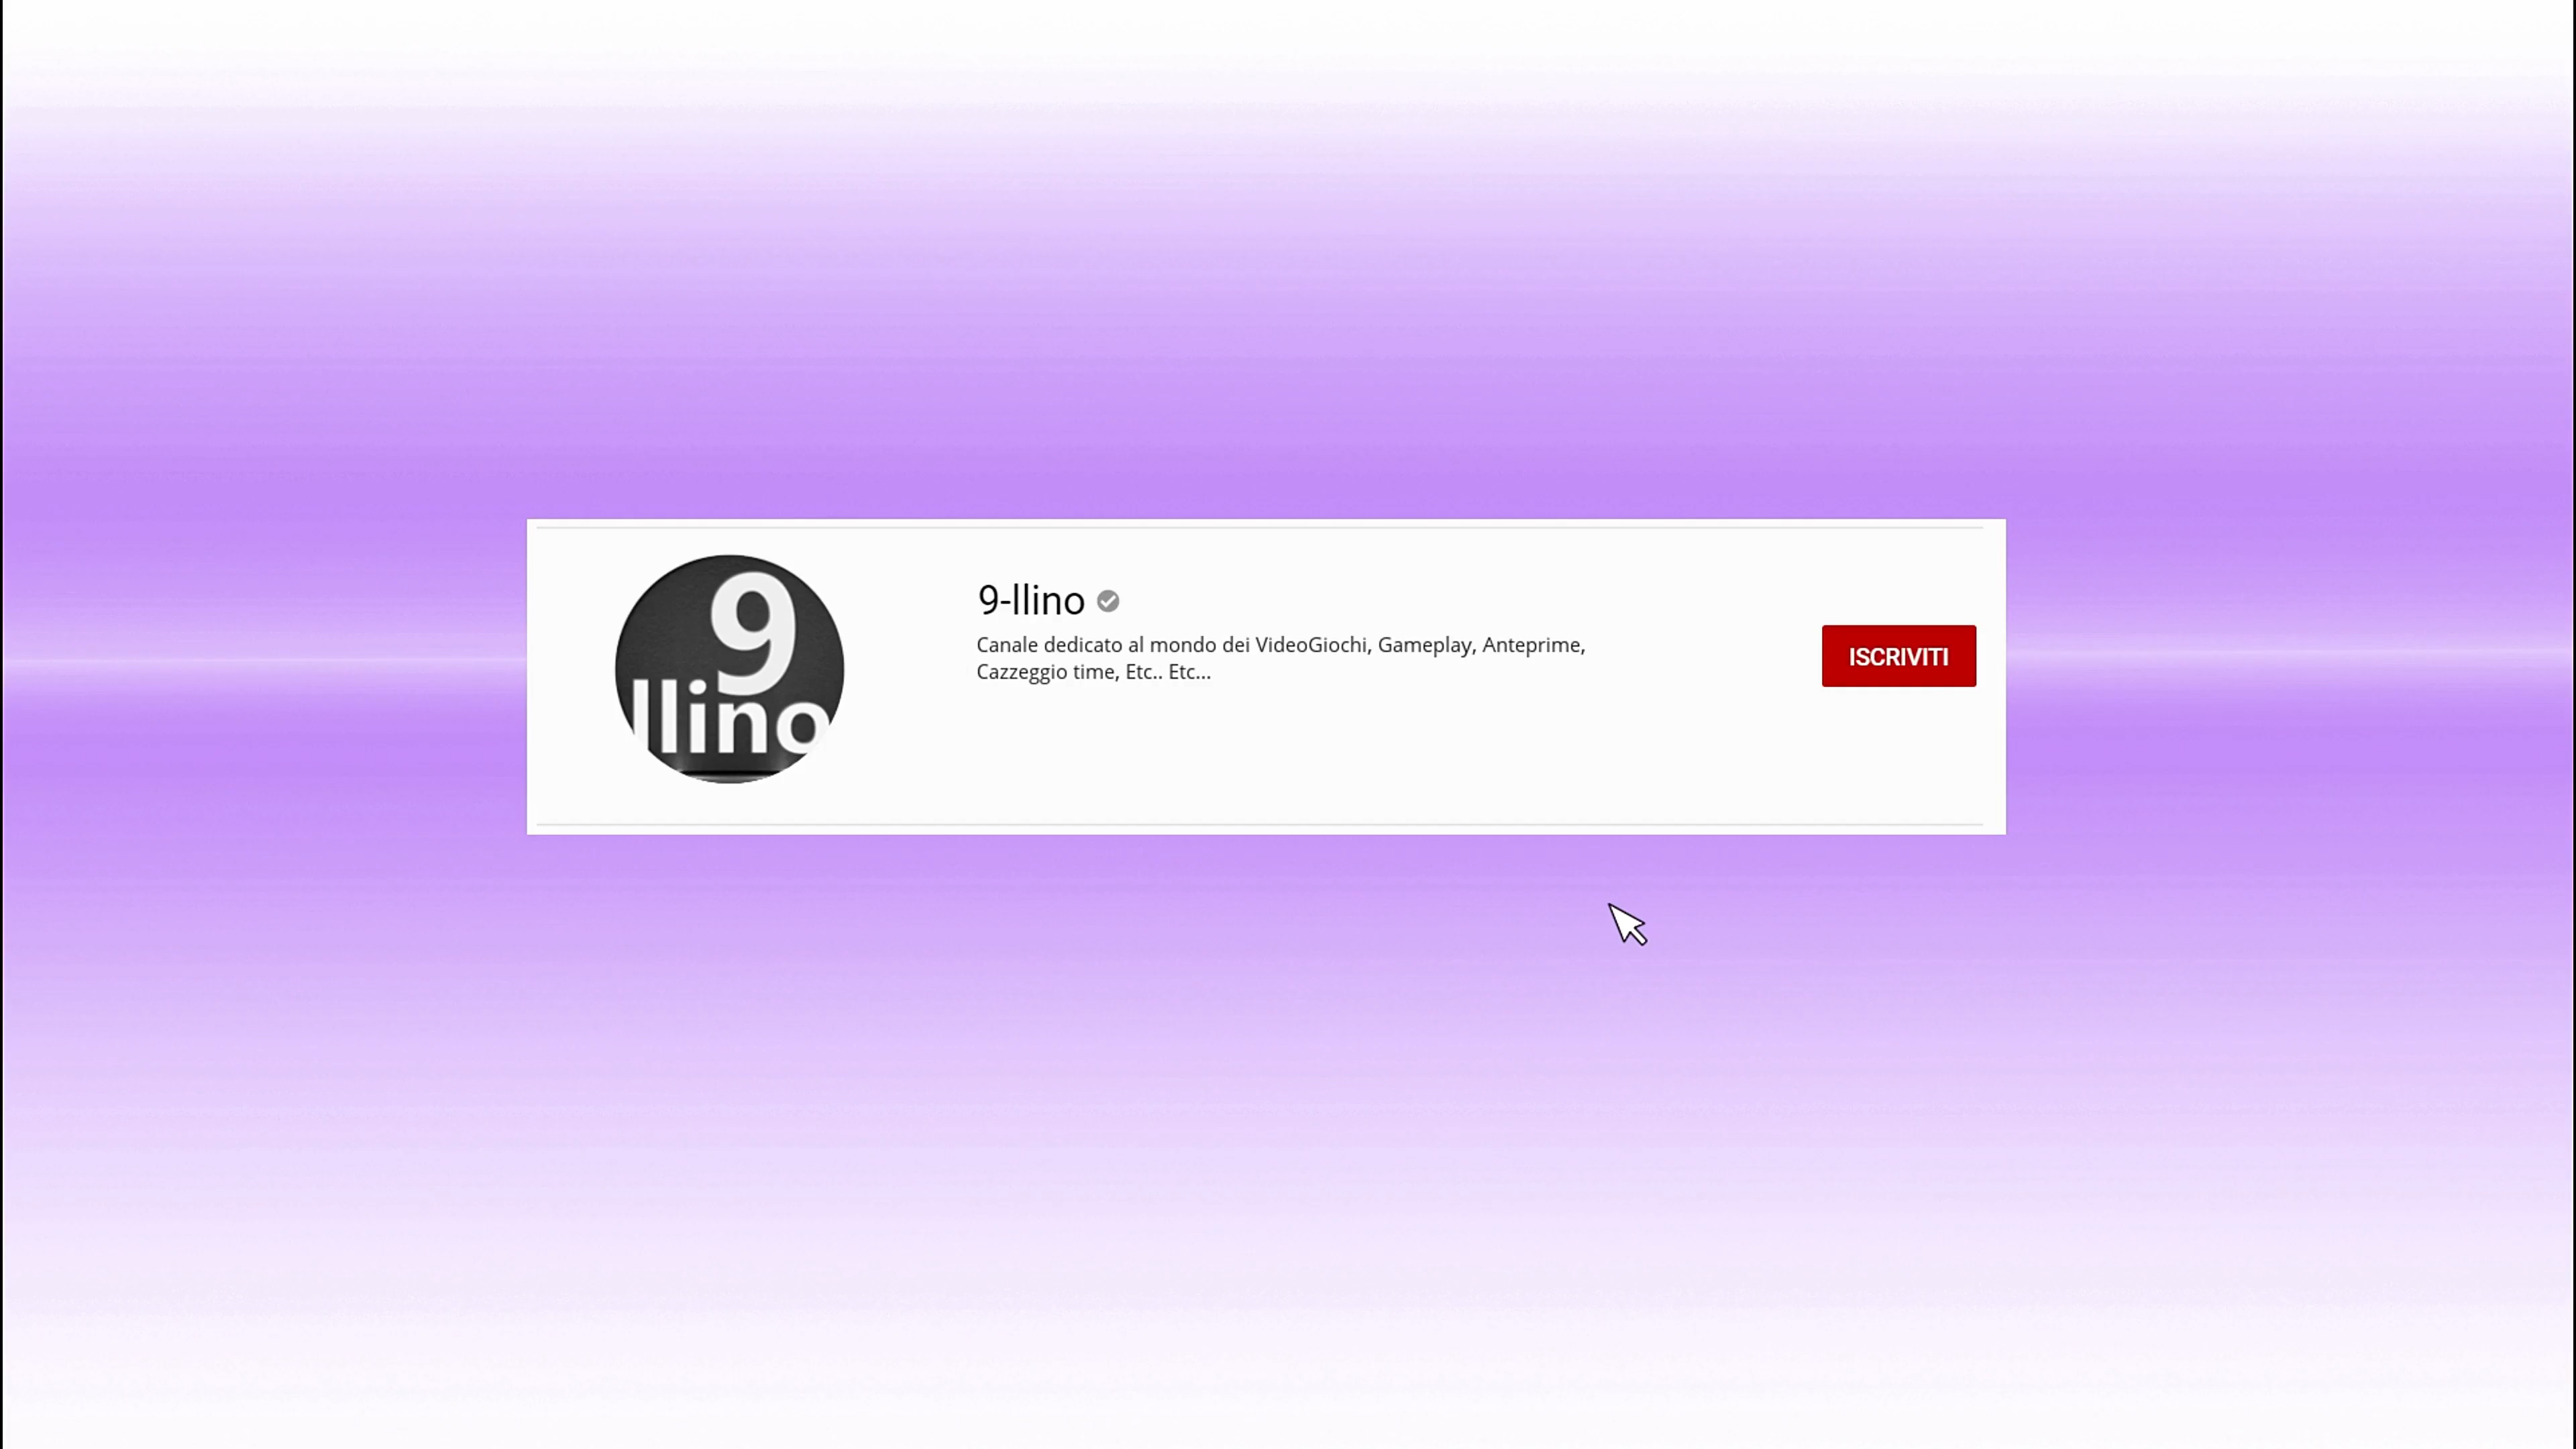 9
llino
9-llino
Canale dedicato al mondo dei VideoGiochi, Gameplay, Anteprime,
Cazzeggio time, Etc.. Etc...
ISCRIVITI